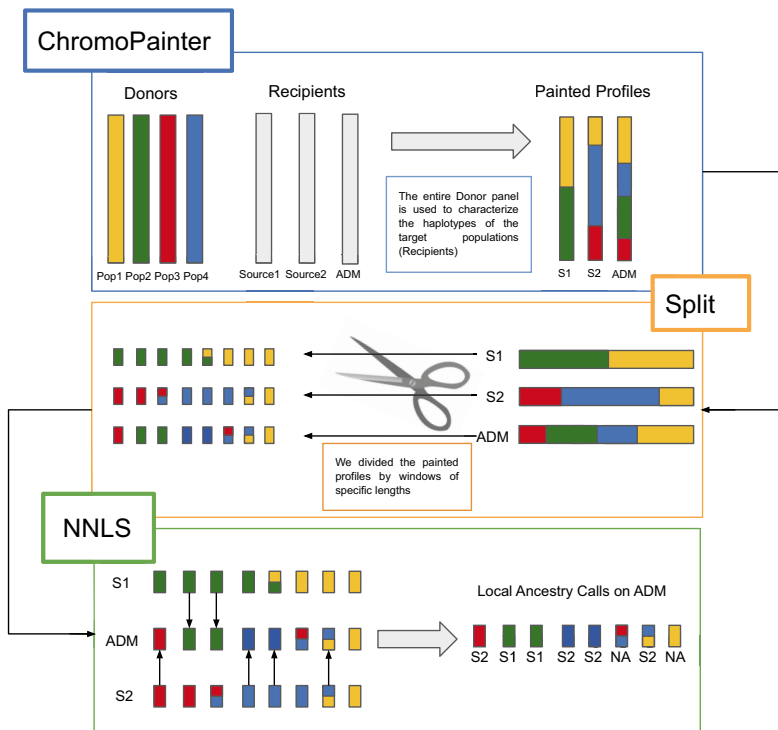 ChromoPainter
Donors
Recipients
Painted Profiles
The entire Donor panel
is used to characterize
the haplotypes of the
target populations
(Recipients)
Pop1 Pop2 Pop3 Pop4
Source1 Source2 ADM
S1 S2 ADM
Split
S1
S2
ADM
We divided the painted
profiles by windows of
specific lengths
NNLS
S1
ADM
S2
Local Ancestry Calls on ADM
S2 S1 S1 S2 S2 NA S2 NA